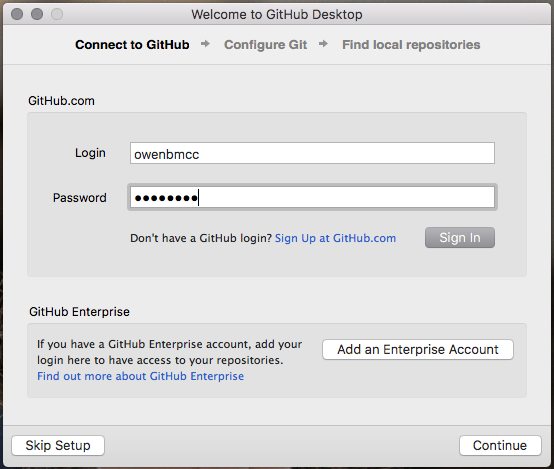 Welcome to GitHub Desktop
Connect to GitHub → Configure Git → Find local repositories
GitHub.com
Login owenbmcc
Password ●●●●●●●●
Don't have a GitHub login? Sign Up at GitHub.com Sign In
GitHub Enterprise
If you have a GitHub Enterprise account, add your
login here to have access to your repositories.
Find out more about GitHub Enterprise
Add an Enterprise Account
Skip Setup Continue